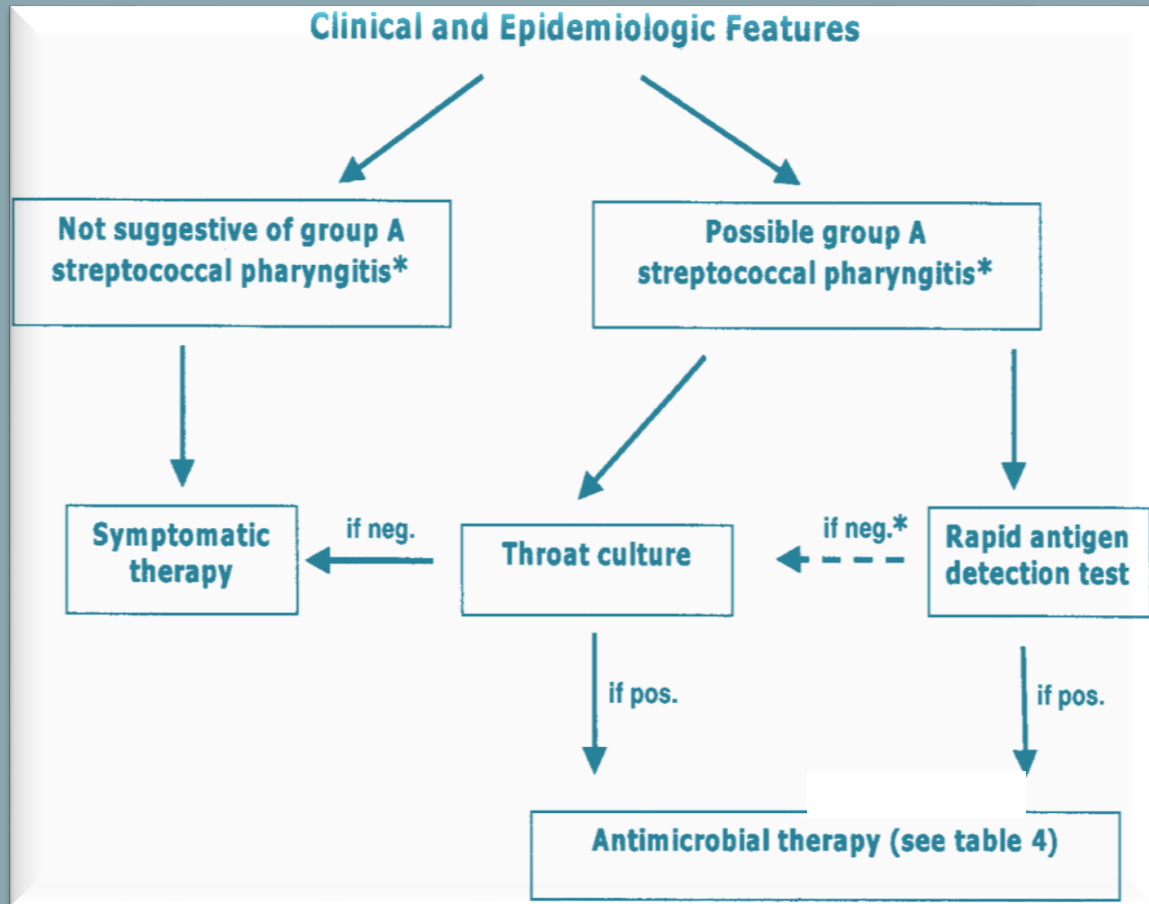 Clinical and Epidemiologic Features
Not suggestive of group A
streptococcal pharyngitis*
Possible group A
streptococcal pharyngitis*
Symptomatic
therapy
if neg.
Throat culture
if neg.*
Rapid antigen
detection test
if pos.
if pos.
Antimicrobial therapy (see table 4)